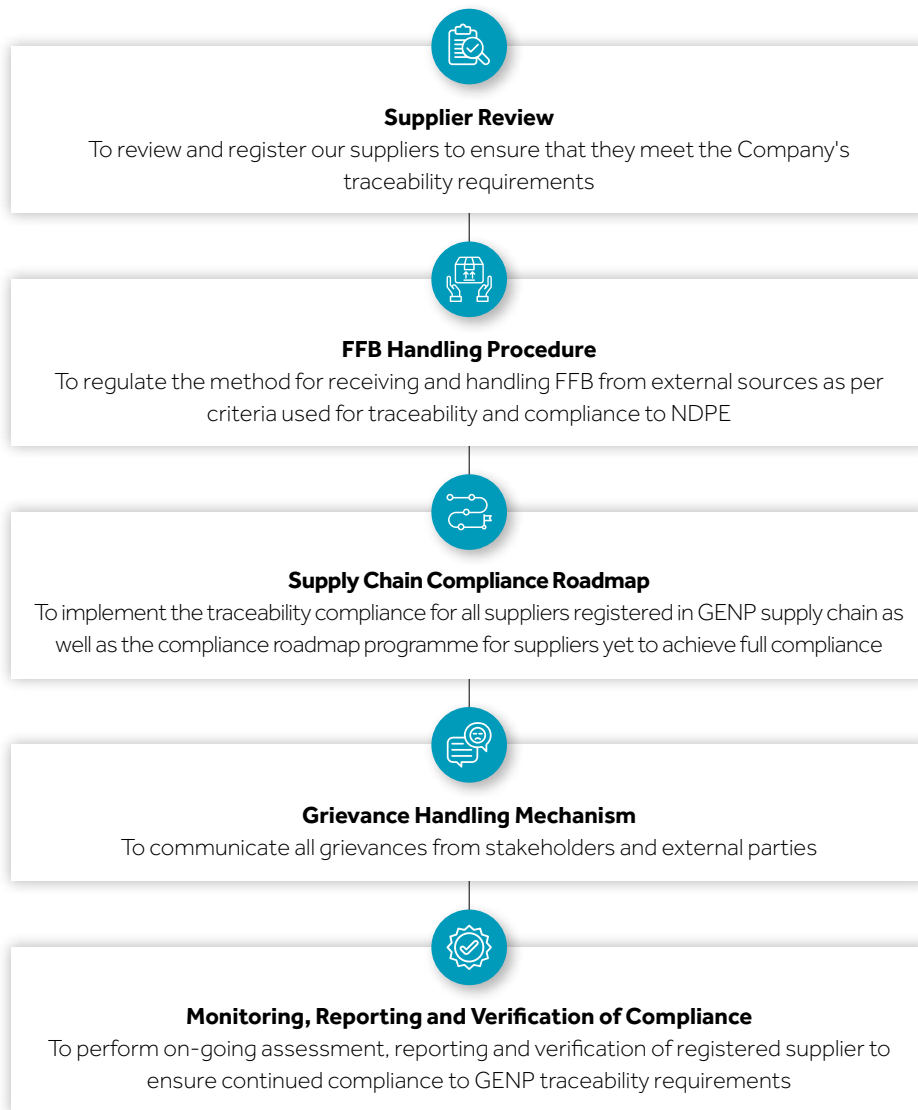 Supplier Review
To review and register our suppliers to ensure that they meet the Company's
traceability requirements
FFB Handling Procedure
To regulate the method for receiving and handling FFB from external sources as per
criteria used for traceability and compliance to NDPE
Supply Chain Compliance Roadmap
To implement the traceability compliance for all suppliers registered in GENP supply chain as
well as the compliance roadmap programme for suppliers yet to achieve full compliance
Grievance Handling Mechanism
To communicate all grievances from stakeholders and external parties
Monitoring, Reporting and Verification of Compliance
To perform on-going assessment, reporting and verification of registered supplier to
ensure continued compliance to GENP traceability requirements